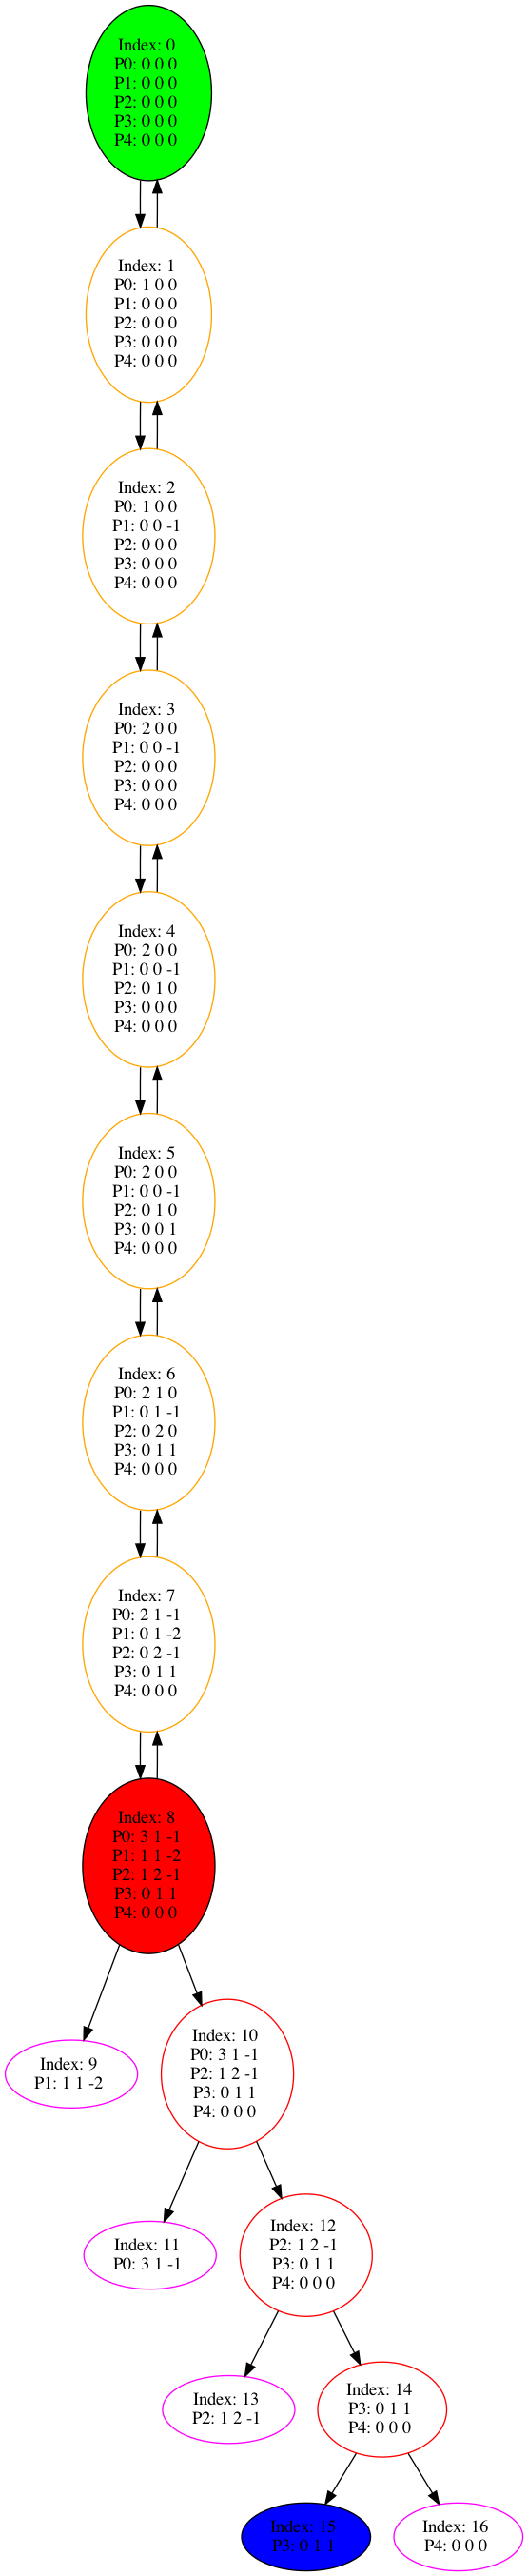 Index: 0
P0: 0 0 0
P1: 0 0 0
P2: 0 0 0
P3: 0 0 0
P4: 0 0 0
Index: 1
P0: 1 0 0
P1: 0 0 0
P2: 0 0 0
P3: 0 0 0
P4: 0 0 0
Index: 2
P0: 1 0 0
P1: 0 0 -1
P2: 0 0 0
P3: 0 0 0
P4: 0 0 0
Index: 3
P0: 2 0 0
P1: 0 0 -1
P2: 0 0 0
P3: 0 0 0
P4: 0 0 0
Index: 4
P0: 2 0 0
P1: 0 0 -1
P2: 0 1 0
P3: 0 0 0
P4: 0 0 0
Index: 5
P0: 2 0 0
P1: 0 0 -1
P2: 0 1 0
P3: 0 0 1
P4: 0 0 0
Index: 6
P0: 2 1 0
P1: 0 1 -1
P2: 0 2 0
P3: 0 1 1
P4: 0 0 0
Index: 7
P0: 2 1 -1
P1: 0 1 -2
P2: 0 2 -1
P3: 0 1 1
P4: 0 0 0
Index: 8
P0: 3 1 -1
P1: 1 1 -2
P2: 1 2 -1
P3: 0 1 1
P4: 0 0 0
Index: 9
P1: 1 1 -2
Index: 10
P0: 3 1 -1
P2: 1 2 -1
P3: 0 1 1
P4: 0 0 0
Index: 11
P0: 3 1 -1
Index: 12
P2: 1 2 -1
P3: 0 1 1
P4: 0 0 0
Index: 13
P2: 1 2 -1
Index: 14
P3: 0 1 1
P4: 0 0 0
Index: 15
P3: 0 1 1
Index: 16
P4: 0 0 0